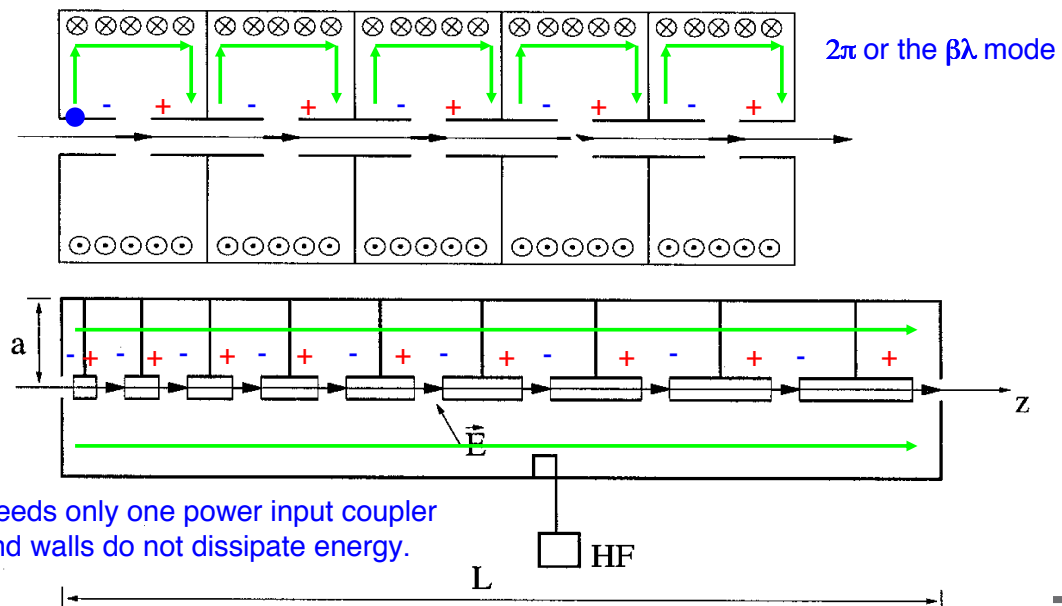 2π or the βλ mode
- + - + - + - + - +
a
- + - + - + - + - + - + - + - + - +
z
E
eeds only one power input coupler
nd walls do not dissipate energy.
HF
L